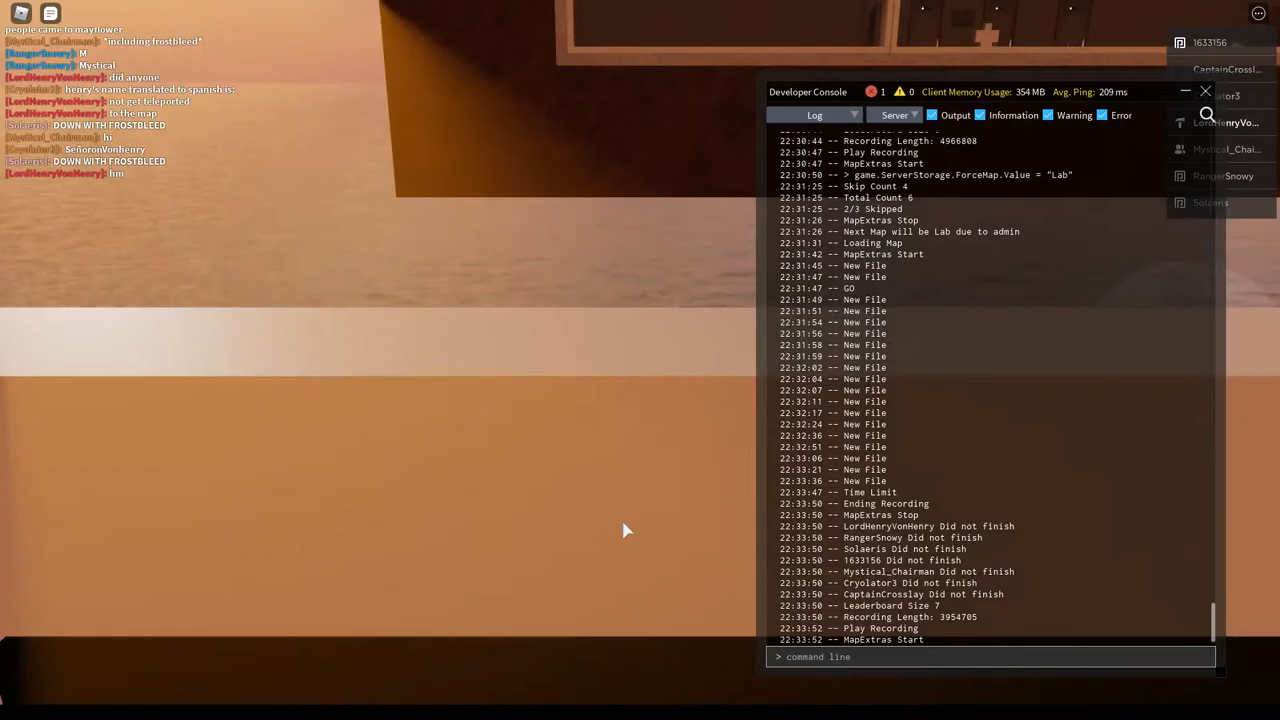 people came to mayflower
[Mystical_Chairman]: *including frostbleed*
[RangerSnowy]: M
[RangerSnowy]: Mystical
[LordHenryVonHenry]: did anyone
[Cryolator3]: henry's name translated to spanish is:
[LordHenryVonHenry]: not get teleported
[LordHenryVonHenry]: to the map
[Solaeris]: DOWN WITH FROSTBLEED
[Mystical_Chairman]: hi
[Cryolator3]: SeñoronVonhenry
[Solaeris]: DOWN WITH FROSTBLEED
[LordHenryVonHenry]: hm
Developer Console 1 0 Client Memory Usage: 354 MB Avg. Ping: 209 ms
Log Server Output Information Warning Error
22:30:44 -- Recording Length: 4966808
22:30:47 -- Play Recording
22:30:47 -- MapExtras Start
22:30:50 -- > game.ServerStorage.ForceMap.Value = "Lab"
22:31:25 -- Skip Count 4
22:31:25 -- Total Count 6
22:31:25 -- 2/3 Skipped
22:31:26 -- MapExtras Stop
22:31:26 -- Next Map will be Lab due to admin
22:31:31 -- Loading Map
22:31:42 -- MapExtras Start
22:31:45 -- New File
22:31:47 -- New File
22:31:47 -- GO
22:31:49 -- New File
22:31:51 -- New File
22:31:54 -- New File
22:31:56 -- New File
22:31:58 -- New File
22:31:59 -- New File
22:32:02 -- New File
22:32:04 -- New File
22:32:07 -- New File
22:32:11 -- New File
22:32:17 -- New File
22:32:24 -- New File
22:32:36 -- New File
22:32:51 -- New File
22:33:06 -- New File
22:33:21 -- New File
22:33:36 -- New File
22:33:47 -- Time Limit
22:33:50 -- Ending Recording
22:33:50 -- MapExtras Stop
22:33:50 -- LordHenryVonHenry Did not finish
22:33:50 -- RangerSnowy Did not finish
22:33:50 -- Solaeris Did not finish
22:33:50 -- 1633156 Did not finish
22:33:50 -- Mystical_Chairman Did not finish
22:33:50 -- Cryolator3 Did not finish
22:33:50 -- CaptainCrosslay Did not finish
22:33:50 -- Leaderboard Size 7
22:33:50 -- Recording Length: 3954705
22:33:52 -- Play Recording
22:33:52 -- MapExtras Start
> command line
1633156
CaptainCrossl...
ator3
LordHenryVo...
Mystical_Chai...
RangerSnowy
Solaeris